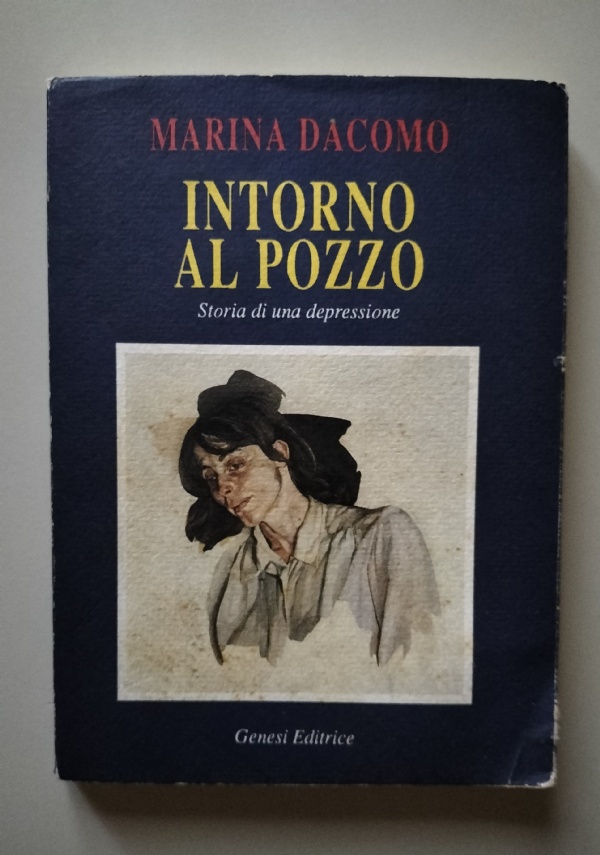 MARINA DACOMO
INTORNO
AL POZZO
Storia di una depressione
Genesi Editrice